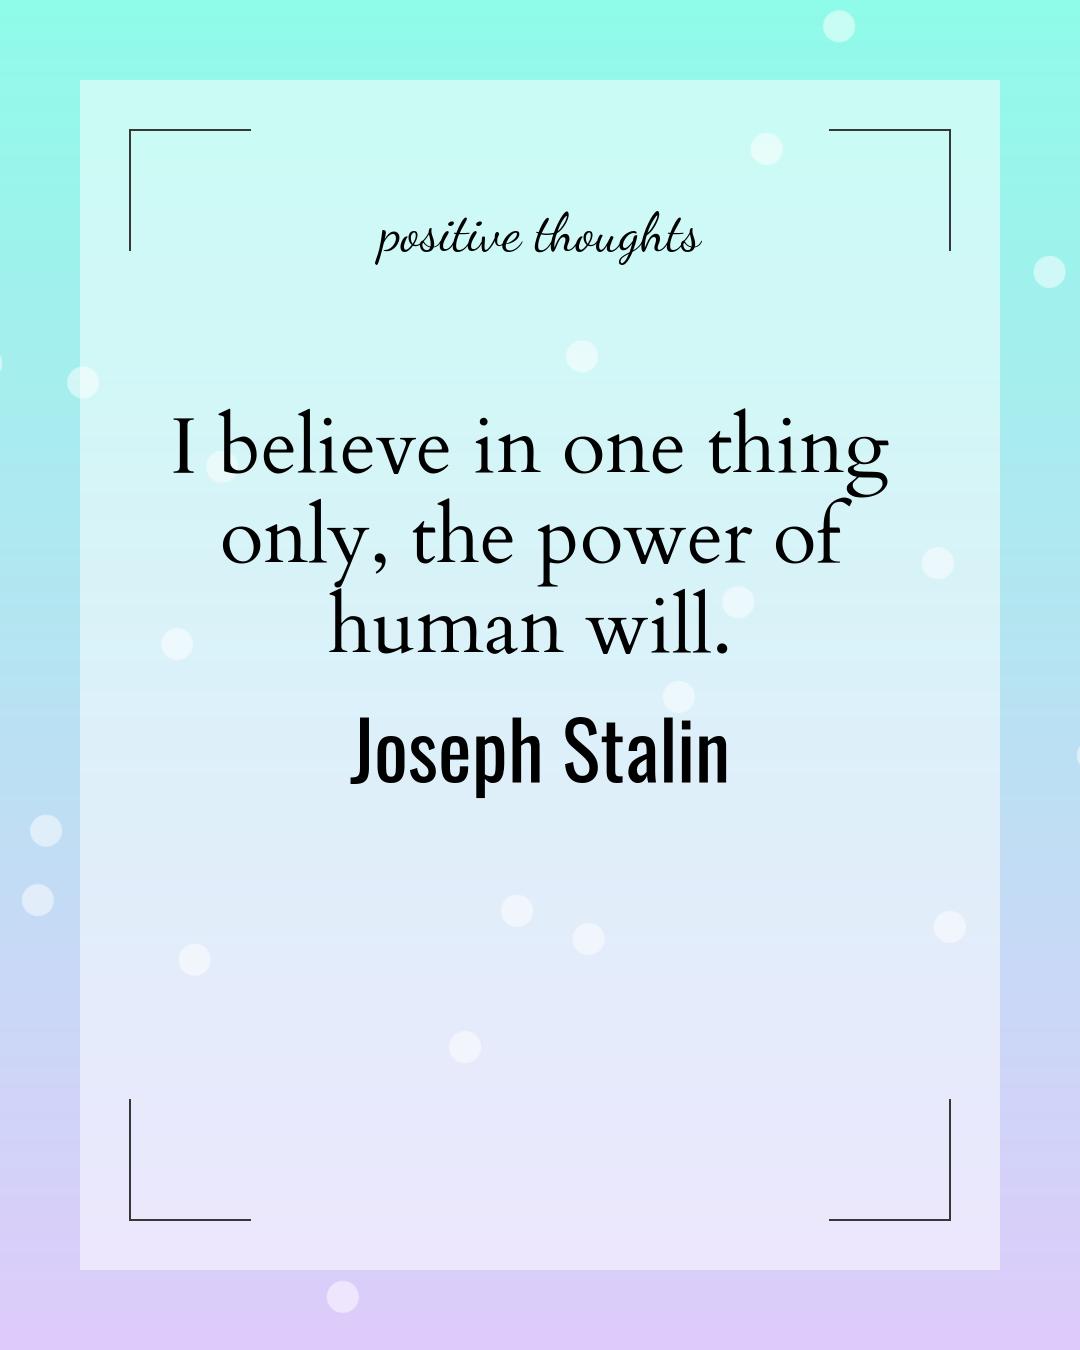 positive thoughts
I believe in one thing
only, the power of
human will.
Joseph Stalin